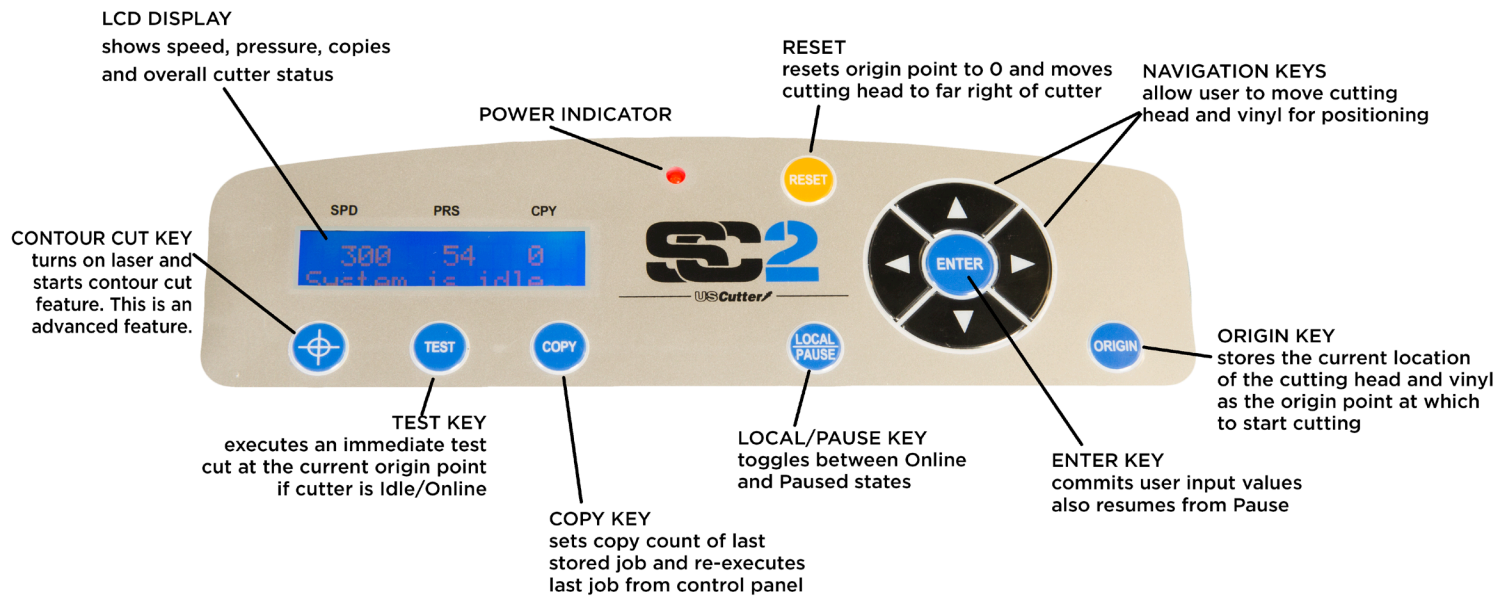 LCD DISPLAY
shows speed, pressure, copies
and overall cutter status
POWER INDICATOR
RESET
resets origin point to 0 and moves
cutting head to far right of cutter
NAVIGATION KEYS
allow user to move cutting
head and vinyl for positioning
CONTOUR CUT KEY
turns on laser and
starts contour cut
feature. This is an
advanced feature.
SPD PRS CPY
300 54 0
System is idle
SC2
USCutter
RESET
ENTER
TEST
COPY
LOCAL
PAUSE
ORIGIN
TEST KEY
executes an immediate test
cut at the current origin point
if cutter is Idle/Online
COPY KEY
sets copy count of last
stored job and re-executes
last job from control panel
LOCAL/PAUSE KEY
toggles between Online
and Paused states
ENTER KEY
commits user input values
also resumes from Pause
ORIGIN KEY
stores the current location
of the cutting head and vinyl
as the origin point at which
to start cutting